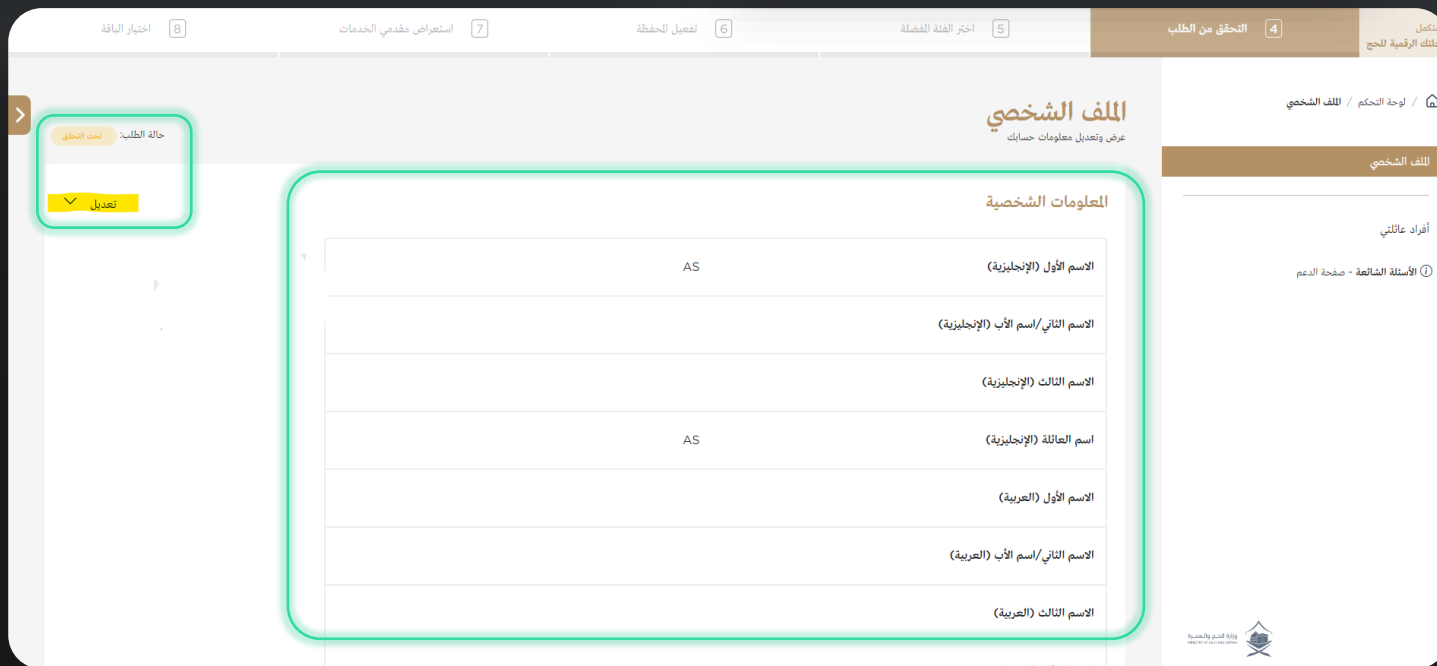 لتك الرقمية للحج
4 التحقق من الطلب
5 اختر الفئة المفضلة
6 تفعيل المحفظة
7 استعراض مقدمي الخدمات
8 اختيار الباقة
لوحة التحكم / الملف الشخصي
الملف الشخصي
أفراد عائلتي
الأسئلة الشائعة - صفحة الدعم
الملف الشخصي
عرض وتعديل معلومات حسابك
حالة الطلب: تحت التحقق
تعديل
المعلومات الشخصية
الاسم الأول (الإنجليزية) AS
الاسم الثاني/اسم الأب (الإنجليزية)
الاسم الثالث (الإنجليزية)
اسم العائلة (الإنجليزية) AS
الاسم الأول (العربية)
الاسم الثاني/اسم الأب (العربية)
الاسم الثالث (العربية)
وزارة الحج والعمرة